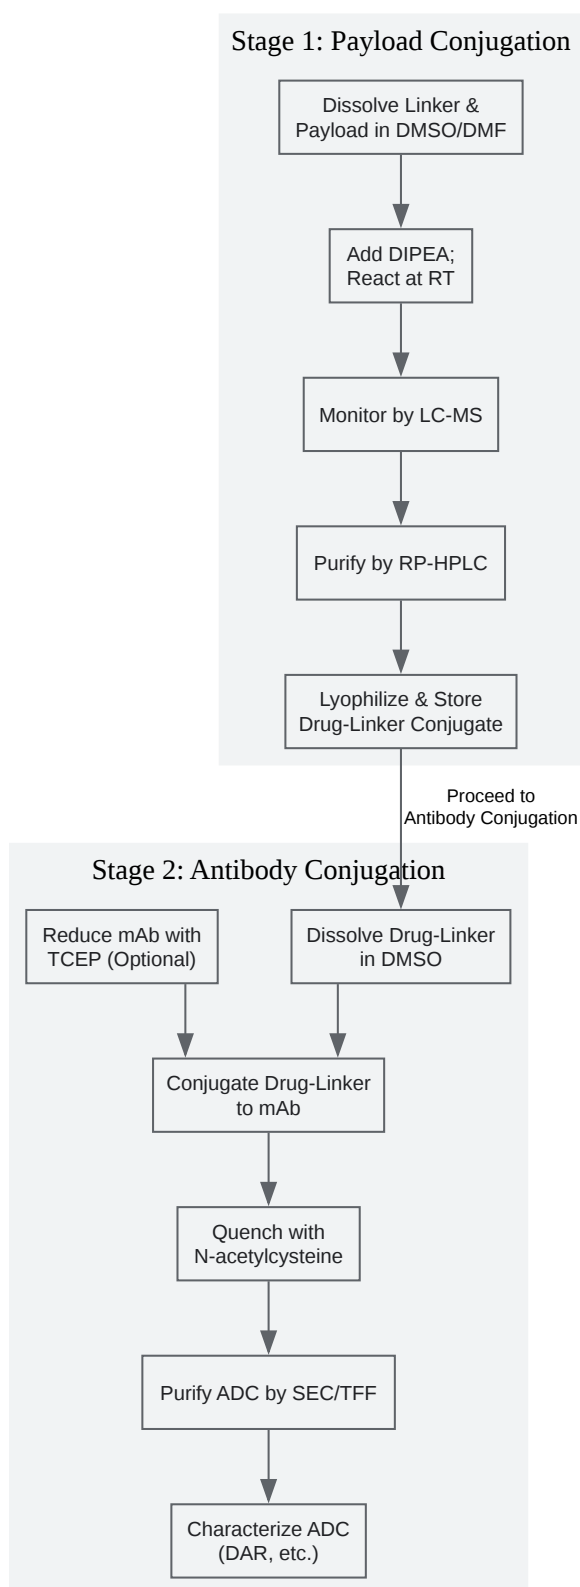 Stage 1: Payload Conjugation
Dissolve Linker &
Payload in DMSO/DMF
Add DIPEA;
React at RT
Monitor by LC-MS
Purify by RP-HPLC
Lyophilize & Store
Drug-Linker Conjugate
Proceed to
Antibody Conjugation
Stage 2: Antibody Conjugation
Reduce mAb with
TCEP (Optional)
Dissolve Drug-Linker
in DMSO
Conjugate Drug-Linker
to mAb
Quench with
N-acetylcysteine
Purify ADC by SEC/TFF
Characterize ADC
(DAR, etc.)